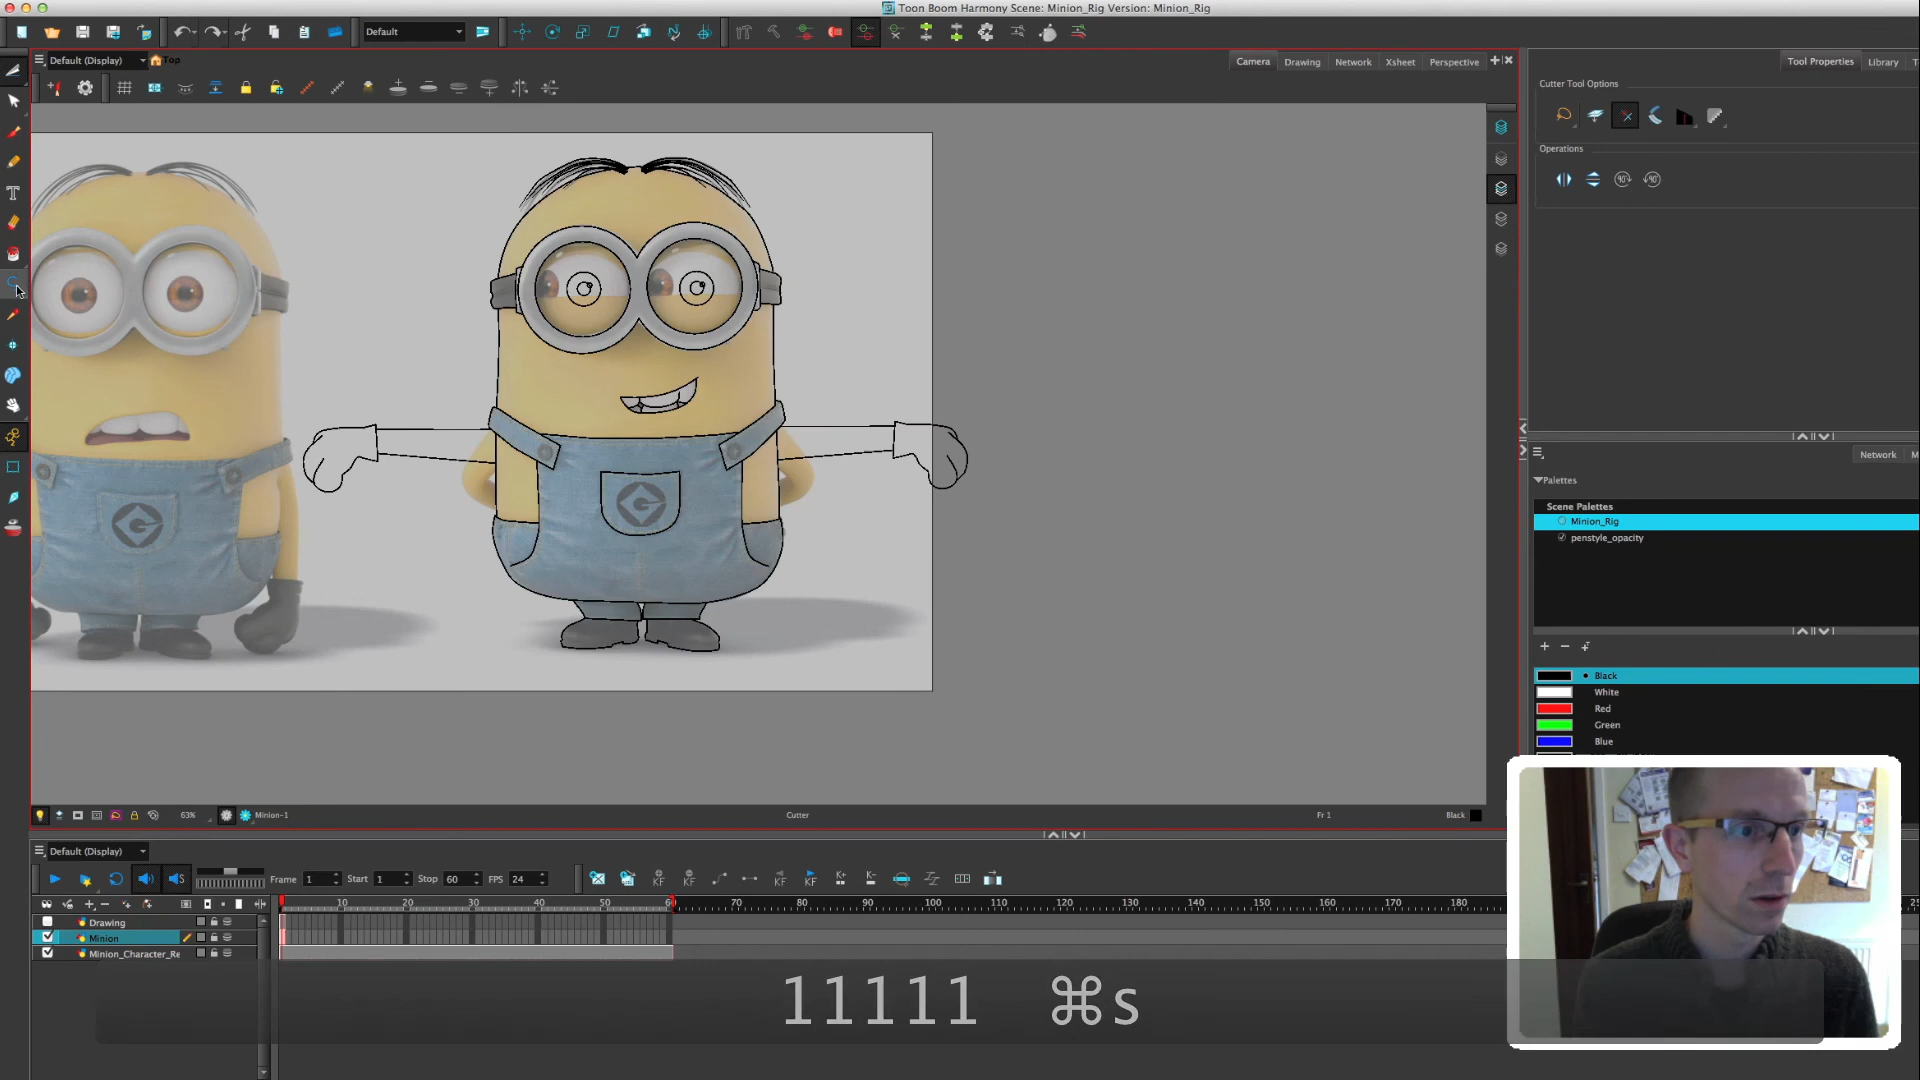 Toon Boom Harmony Scene: Minion_Rig Version: Minion_Rig
Default
Default (Display)
Top
Camera
Drawing
Network
Xsheet
Perspective
Tool Properties
Library
T
Cutter Tool Options
Operations
Network
M
Palettes
Scene Palettes
Minion_Rig
penstyle_opacity
Black
White
Red
Green
Blue
63%
Minion-1
Cutter
Fr 1
Black
Default (Display)
Frame 1
Start 1
Stop 60
FPS 24
10 20 30 40 50 60 70 80 90 100 110 120 130 140 150 160 170 180
Drawing
Minion
Minion_Character_Re
11111 ⌘s